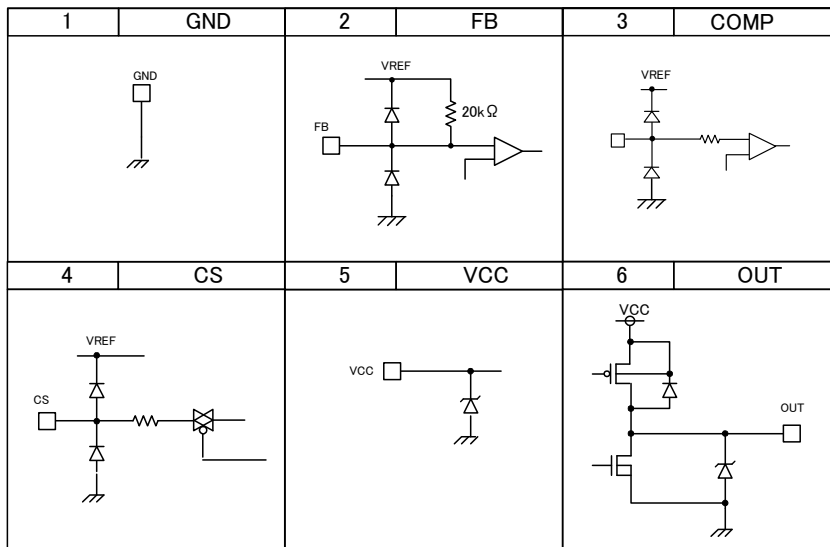 1 GND 2 FB 3 COMP
GND
VREF
20kΩ
FB
VREF
4 CS 5 VCC 6 OUT
VREF
CS
VCC
VCC
OUT